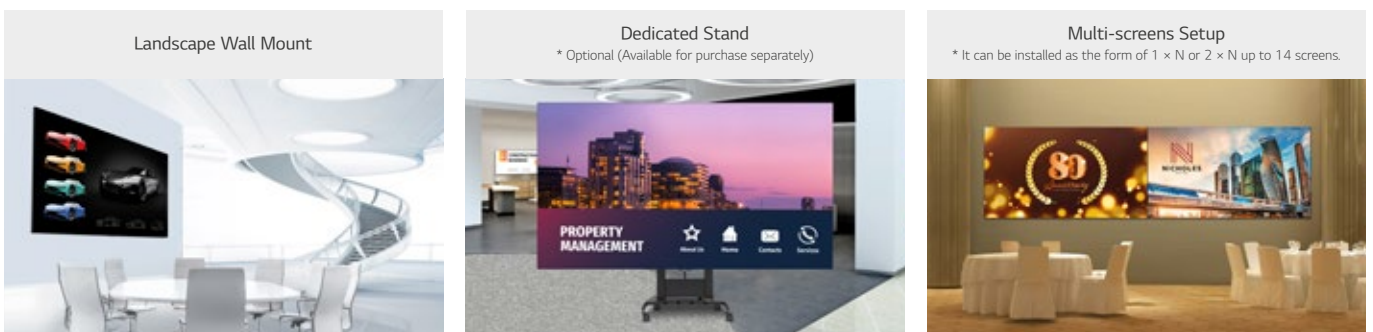 Landscape Wall Mount
Dedicated Stand
* Optional (Available for purchase separately)
Multi-screens Setup
* It can be installed as the form of 1 × N or 2 × N up to 14 screens.
PROPERTY
MANAGEMENT
About Us
Home
Contacts
Services
80
Anniversary
N
NICHOLES